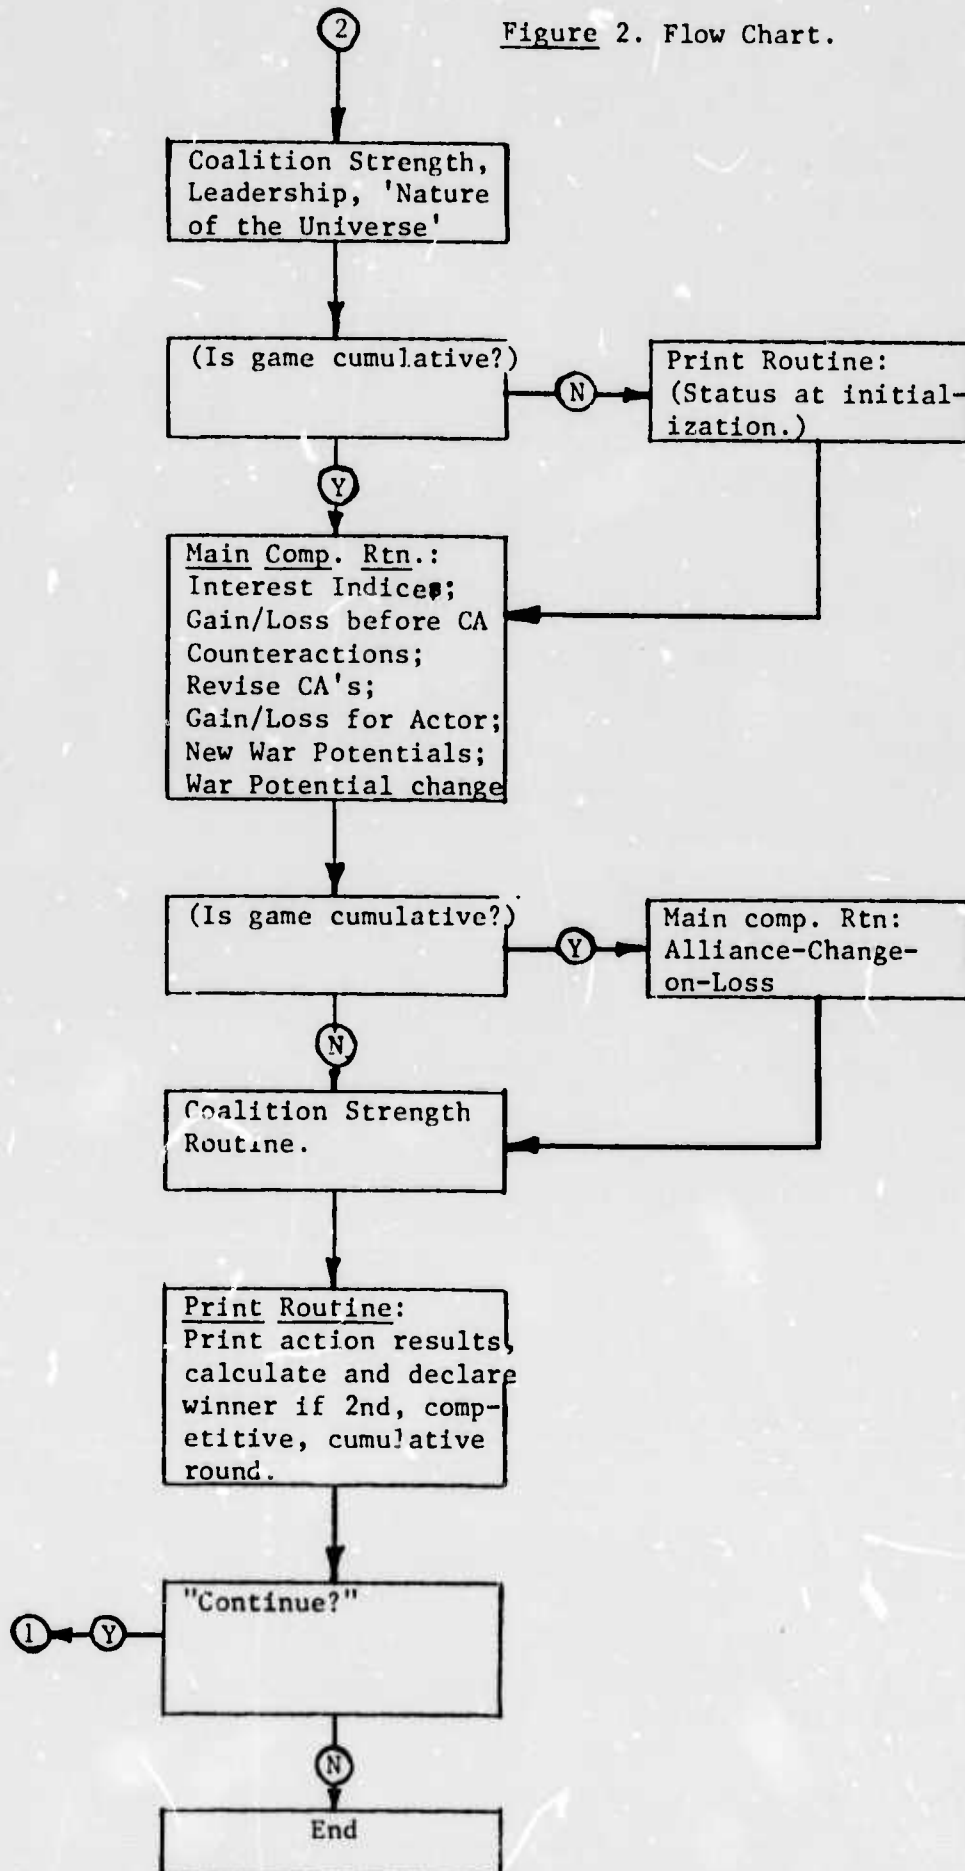 2
Figure 2. Flow Chart.
Coalition Strength,
Leadership, 'Nature
of the Universe'
(Is game cumulative?)
N
Print Routine:
(Status at initial-
ization.)
Y
Main Comp. Rtn.:
Interest Indices;
Gain/Loss before CA
Counteractions;
Revise CA's;
Gain/Loss for Actor;
New War Potentials;
War Potential change
(Is game cumulative?)
Y
Main comp. Rtn:
Alliance-Change-
on-Loss
N
Coalition Strength
Routine.
Print Routine:
Print action results,
calculate and declare
winner if 2nd, comp-
etitive, cumulative
round.
"Continue?"
1
Y
N
End